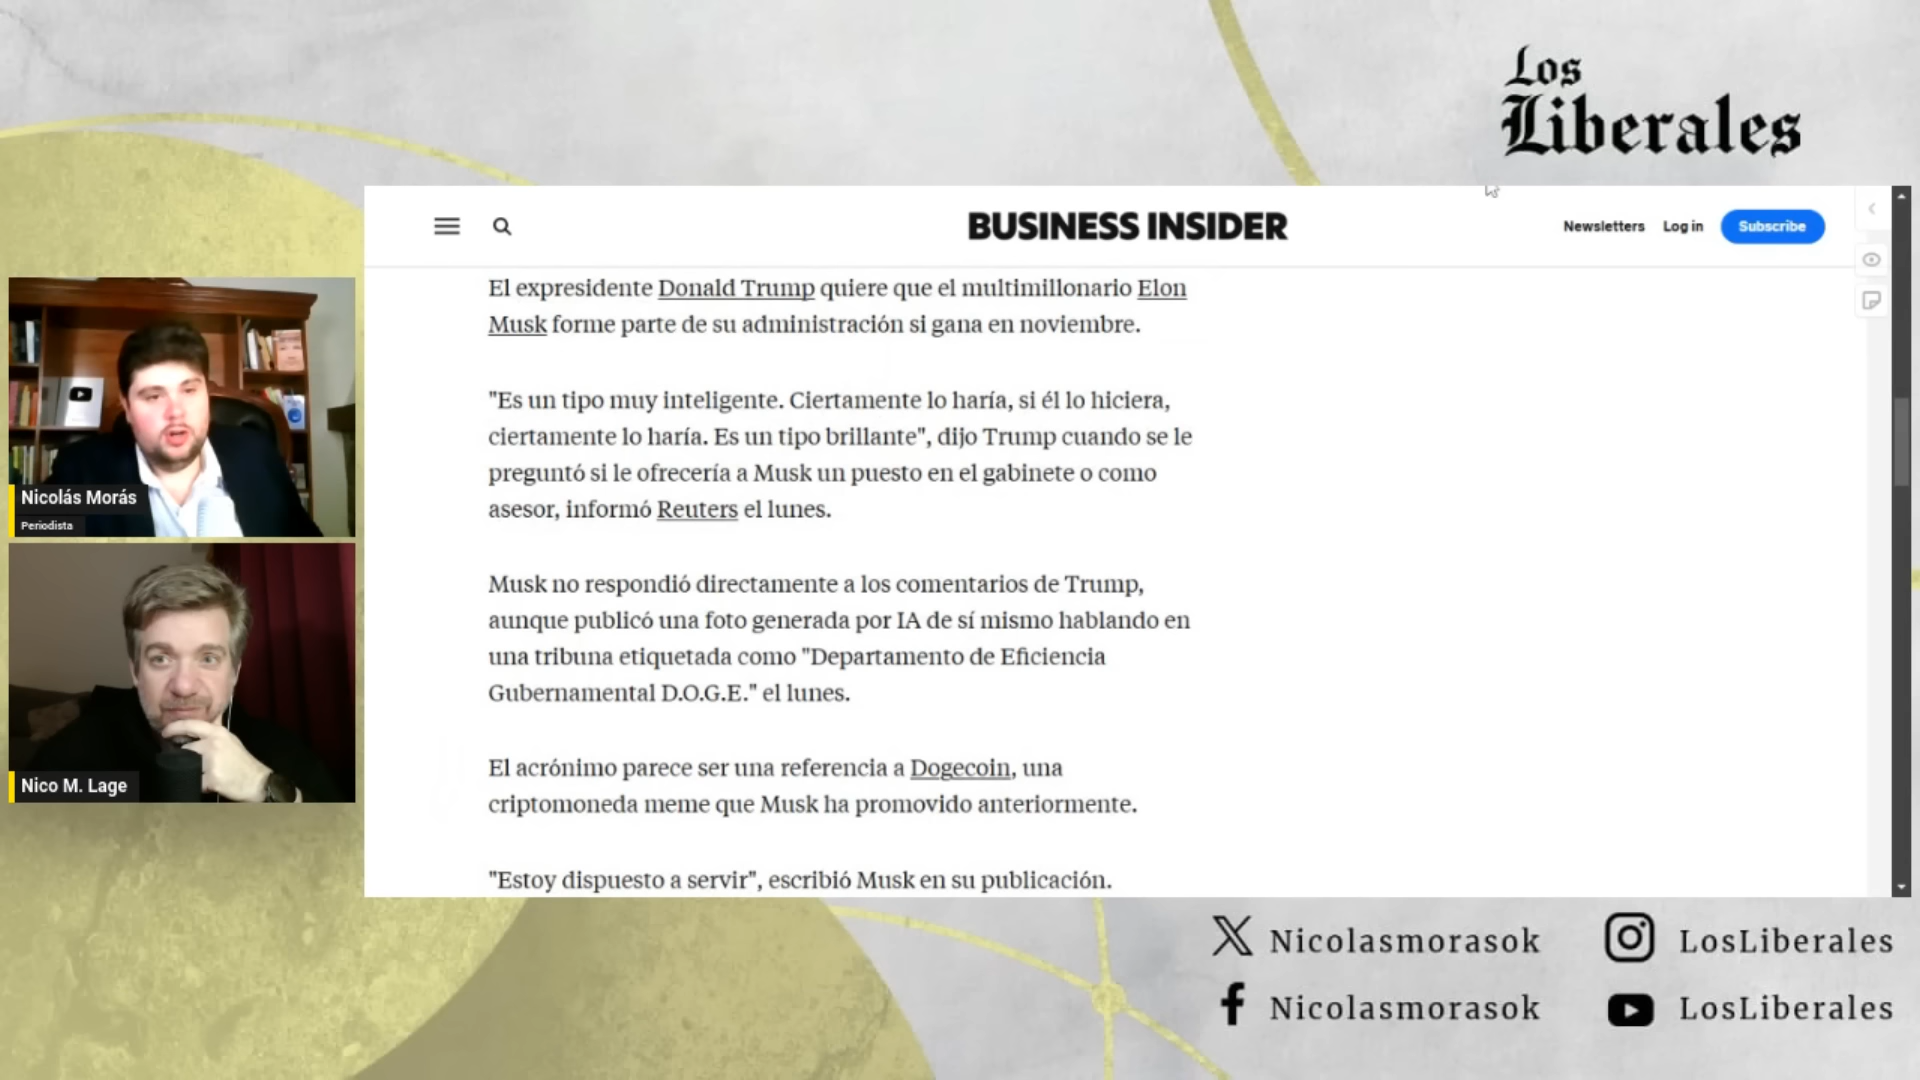 Los
Liberales
BUSINESS INSIDER
Newsletters Log in Subscribe
El expresidente Donald Trump quiere que el multimillonario Elon
Musk forme parte de su administración si gana en noviembre.
"Es un tipo muy inteligente. Ciertamente lo haría, si él lo hiciera,
ciertamente lo haría. Es un tipo brillante", dijo Trump cuando se le
preguntó si le ofrecería a Musk un puesto en el gabinete o como
asesor, informó Reuters el lunes.
Musk no respondió directamente a los comentarios de Trump,
aunque publicó una foto generada por IA de sí mismo hablando en
una tribuna etiquetada como "Departamento de Eficiencia
Gubernamental D.O.G.E." el lunes.
El acrónimo parece ser una referencia a Dogecoin, una
criptomoneda meme que Musk ha promovido anteriormente.
"Estoy dispuesto a servir", escribió Musk en su publicación.
Nicolás Morás
Periodista
Nico M. Lage
Nicolasmorasok
LosLiberales
Nicolasmorasok
LosLiberales